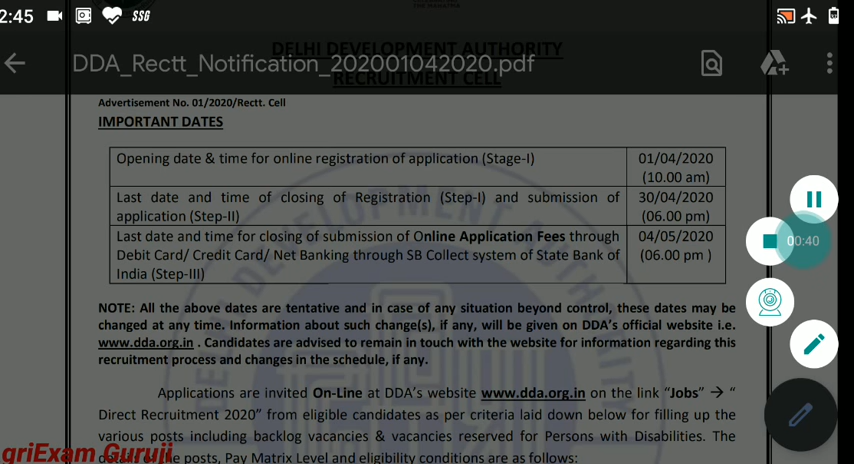 2:45 SSG
DELHI DEVELOPMENT AUTHORITY
DDA_Rectt_Notification_202001042020.pdf
RECRUITMENT CELL
Advertisement No. 01/2020/Rectt. Cell
IMPORTANT DATES
Opening date & time for online registration of application (Stage-I) 01/04/2020
(10.00 am)
Last date and time of closing of Registration (Step-I) and submission of 30/04/2020
application (Step-II) (06.00 pm)
Last date and time for closing of submission of Online Application Fees through 04/05/2020
Debit Card/ Credit Card/ Net Banking through SB Collect system of State Bank of (06.00 pm )
India (Step-III)
00:40
NOTE: All the above dates are tentative and in case of any situation beyond control, these dates may be
changed at any time. Information about such change(s), if any, will be given on DDA's official website i.e.
www.dda.org.in . Candidates are advised to remain in touch with the website for information regarding this
recruitment process and changes in the schedule, if any.
Applications are invited On-Line at DDA's website www.dda.org.in on the link "Jobs" → "
Direct Recruitment 2020" from eligible candidates as per criteria laid down below for filling up the
various posts including backlog vacancies & vacancies reserved for Persons with Disabilities. The
griExam Guruji
details of the posts, Pay Matrix Level and eligibility conditions are as follows: